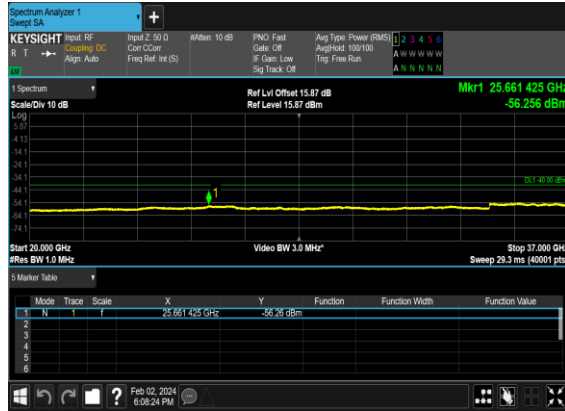 Spectrum Analyzer 1
Swept SA
+
KEYSIGHT
R T
LW
Input: RF
Coupling: DC
Align: Auto
Input Z: 50 Ω
Corr CCorr
Freq Ref: Int (S)
#Atten: 10 dB
PNO: Fast
Gate: Off
IF Gain: Low
Sig Track: Off
Avg Type: Power (RMS)
Avg|Hold: 100/100
Trig: Free Run
1 2 3 4 5 6
A W W W W W
A N N N N N
1 Spectrum
Scale/Div 10 dB
Ref Lvl Offset 15.87 dB
Ref Level 15.87 dBm
Mkr1 25.661 425 GHz
-56.256 dBm
Log
5.87
-4.13
-14.1
-24.1
-34.1
-44.1
-54.1
-64.1
-74.1
DL1 -40.00 dBm
1
Start 20.000 GHz
#Res BW 1.0 MHz
Video BW 3.0 MHz*
Stop 37.000 GHz
Sweep 29.3 ms (40001 pts)
5 Marker Table
Mode Trace Scale X Y Function Function Width Function Value
1 N 1 f 25.661 425 GHz -56.26 dBm
2
3
4
5
6
?
Feb 02, 2024
6:08:24 PM